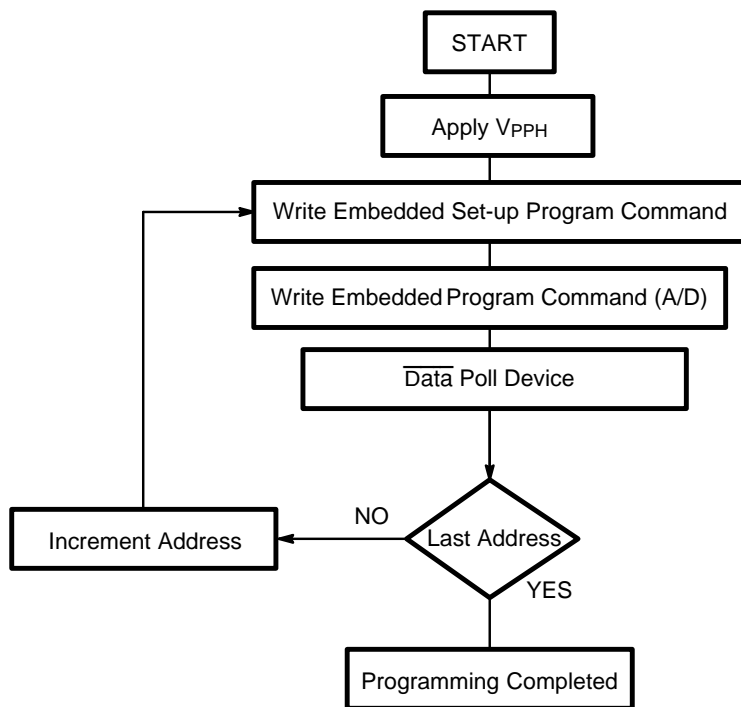 START
Apply VPPH
Write Embedded Set-up Program Command
Write Embedded Program Command (A/D)
Data Poll Device
NO
Increment Address
Last Address
YES
Programming Completed